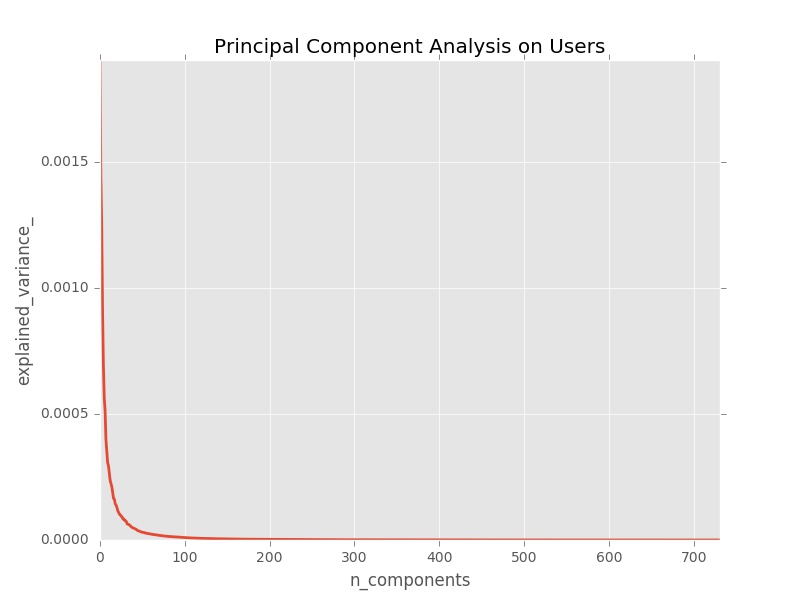 Principal Component Analysis on Users
0.0015
0.0010
0.0005
0.0000
explained_variance_
0 100 200 300 400 500 600 700
n_components